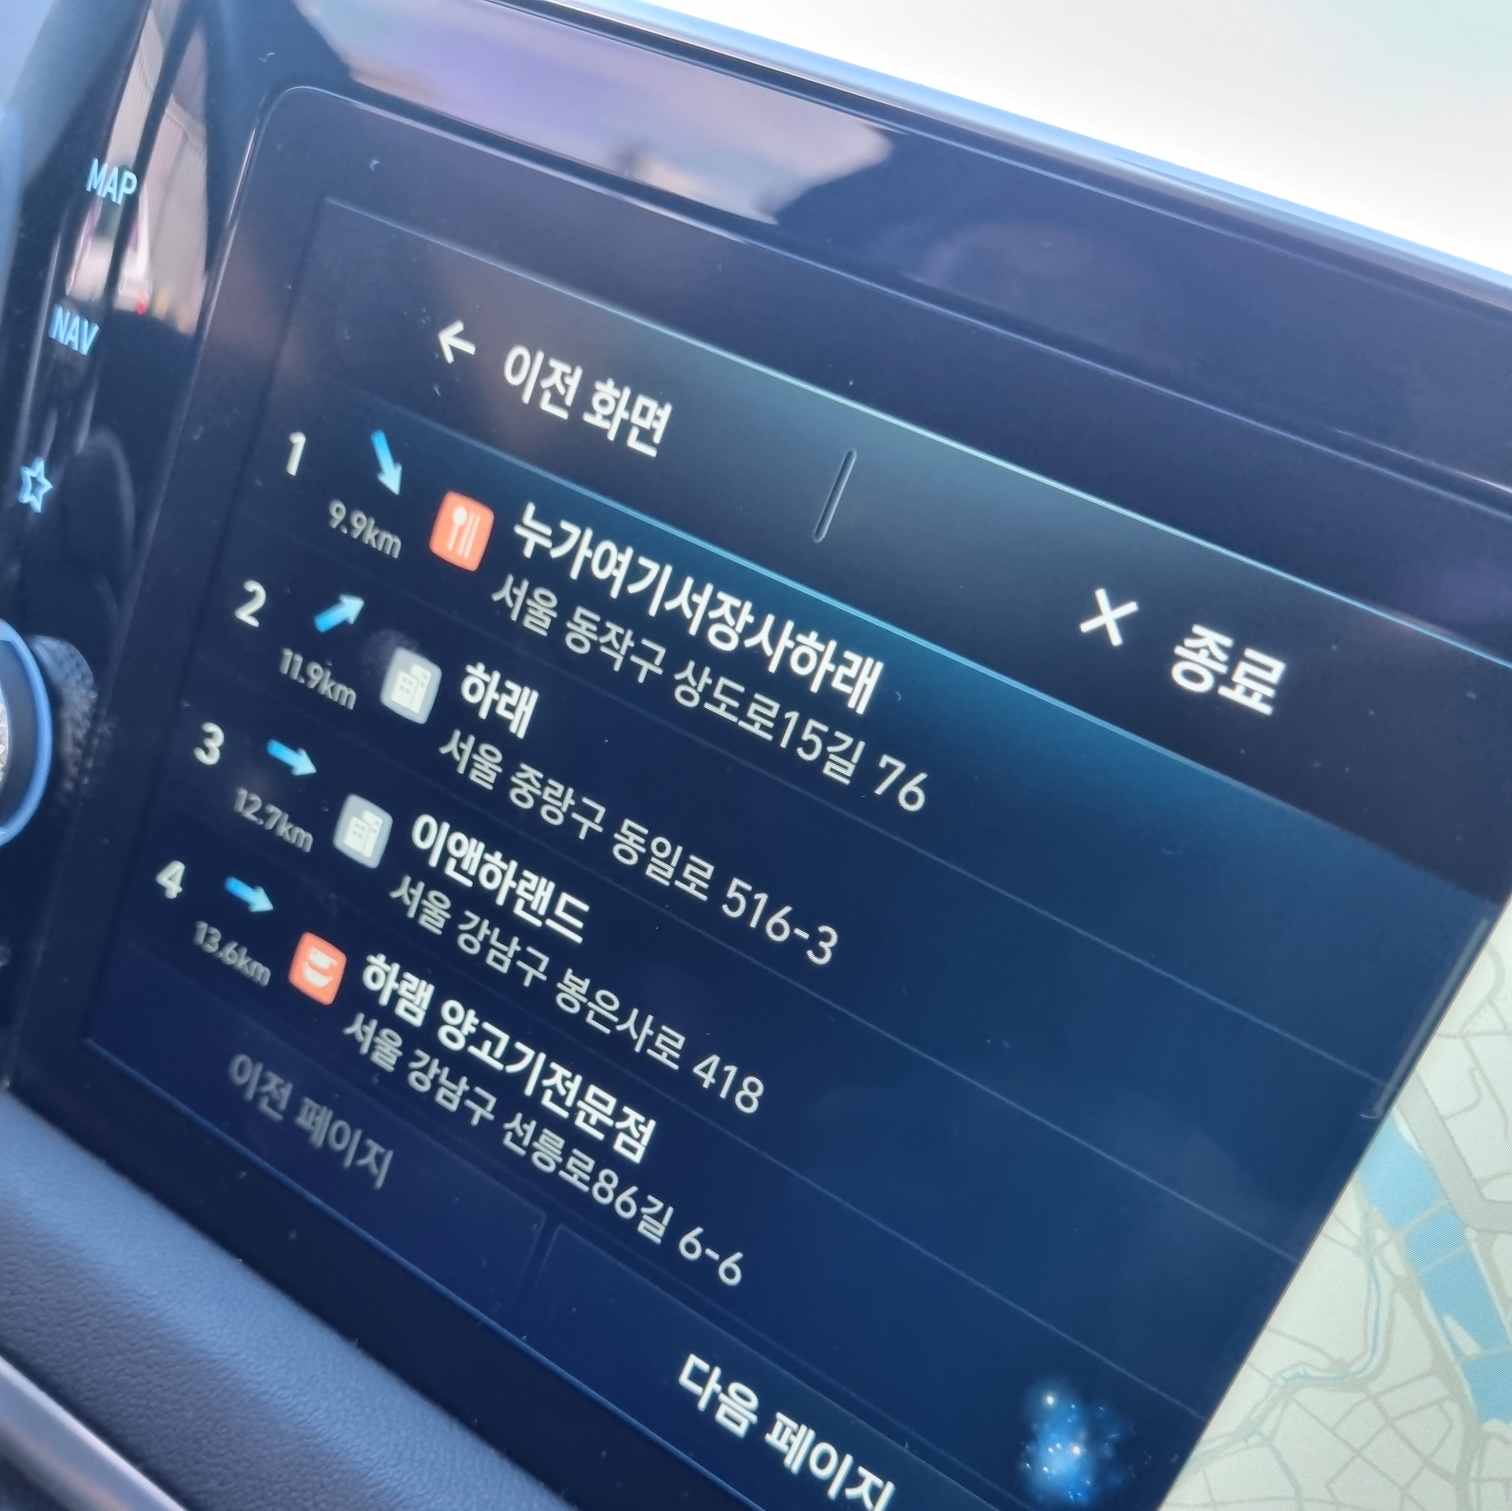 MAP
NAV
← 이전 화면
× 종료
1 누가여기서장사하래
9.9km 서울 동작구 상도로15길 76
2 하래
11.9km 서울 중랑구 동일로 516-3
3 이앤하랜드
12.7km 서울 강남구 봉은사로 418
4 하램 양고기전문점
13.6km 서울 강남구 선릉로86길 6-6
이전 페이지
다음 페이지